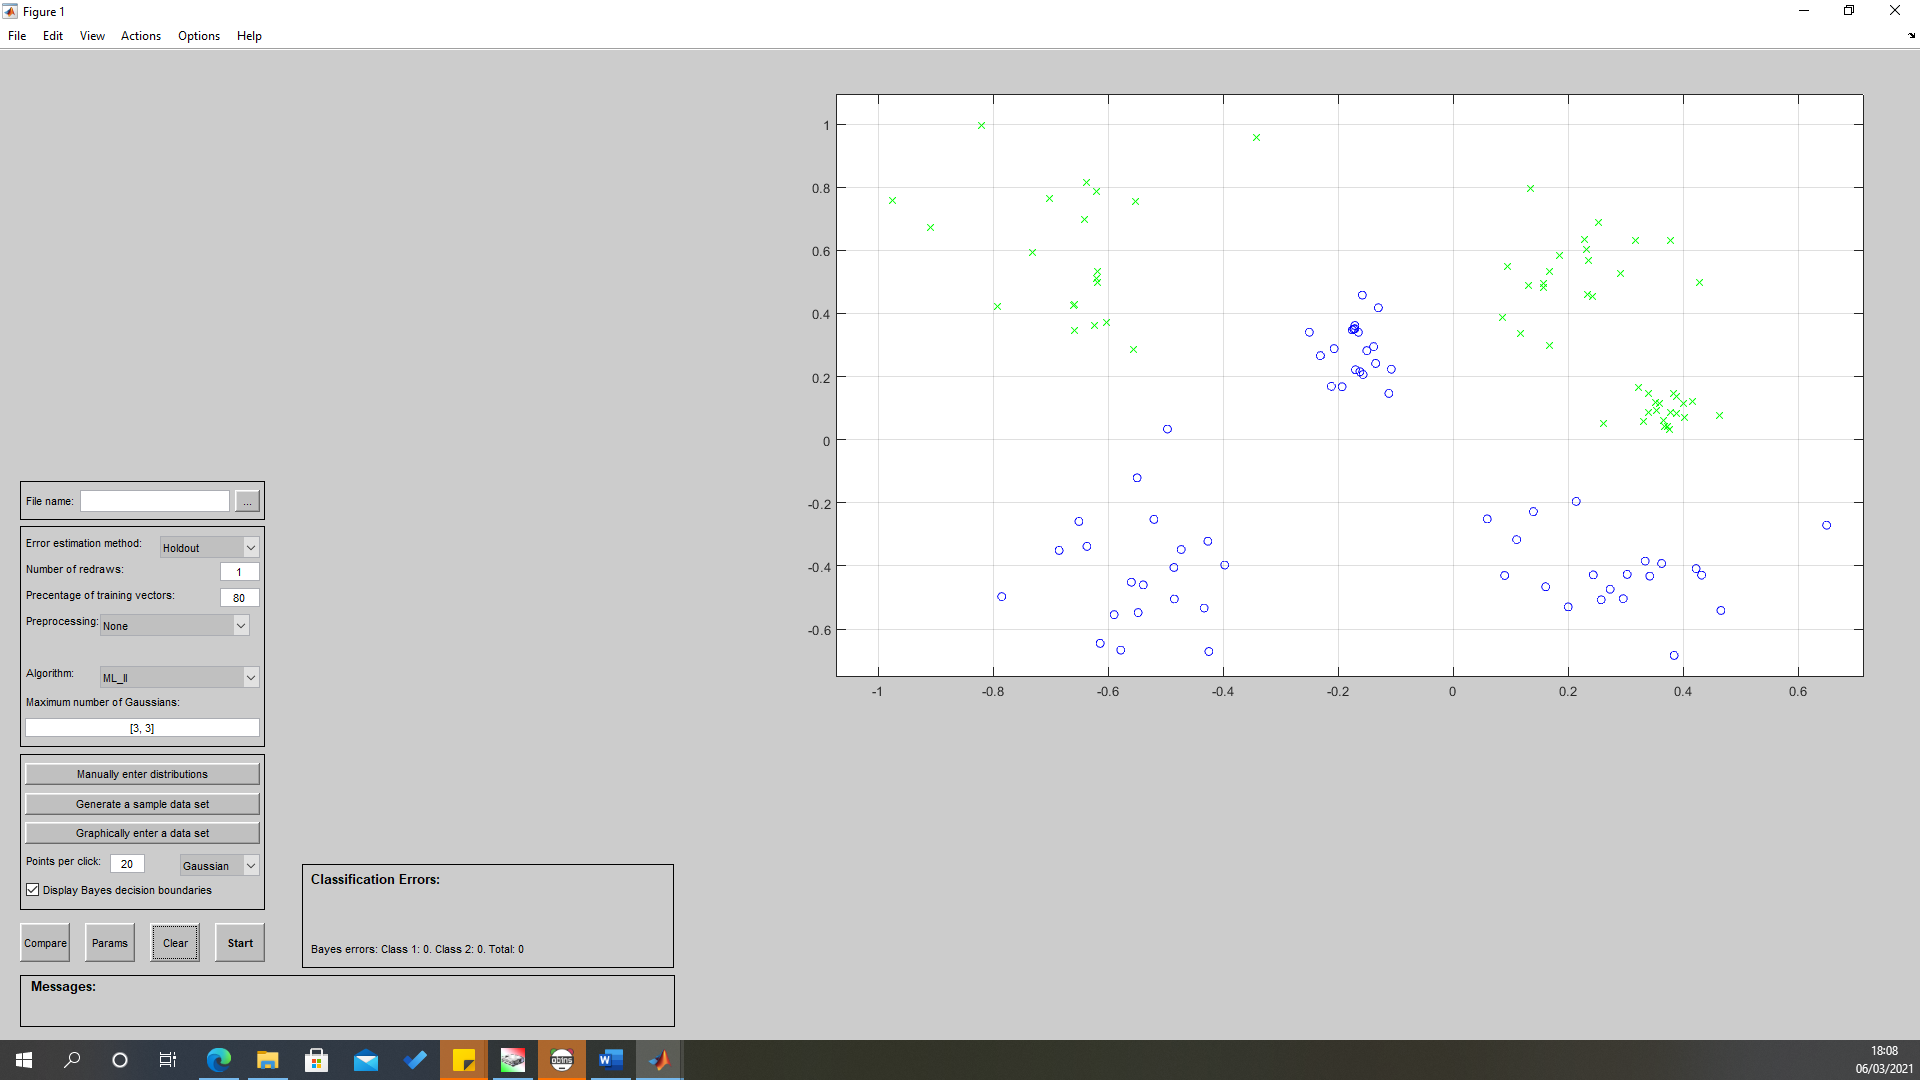 Figure 1
File Edit View Actions Options Help
1
0.8
0.6
0.4
0.2
0
-0.2
-0.4
-0.6
-1 -0.8 -0.6 -0.4 -0.2 0 0.2 0.4 0.6
File name: ...
Error estimation method: Holdout
Number of redraws: 1
Precentage of training vectors: 80
Preprocessing: None
Algorithm: ML_II
Maximum number of Gaussians:
[3, 3]
Manually enter distributions
Generate a sample data set
Graphically enter a data set
Points per click: 20 Gaussian
Display Bayes decision boundaries
Compare Params Clear Start
Classification Errors:
Bayes errors: Class 1: 0. Class 2: 0. Total: 0
Messages:
18:08
06/03/2021